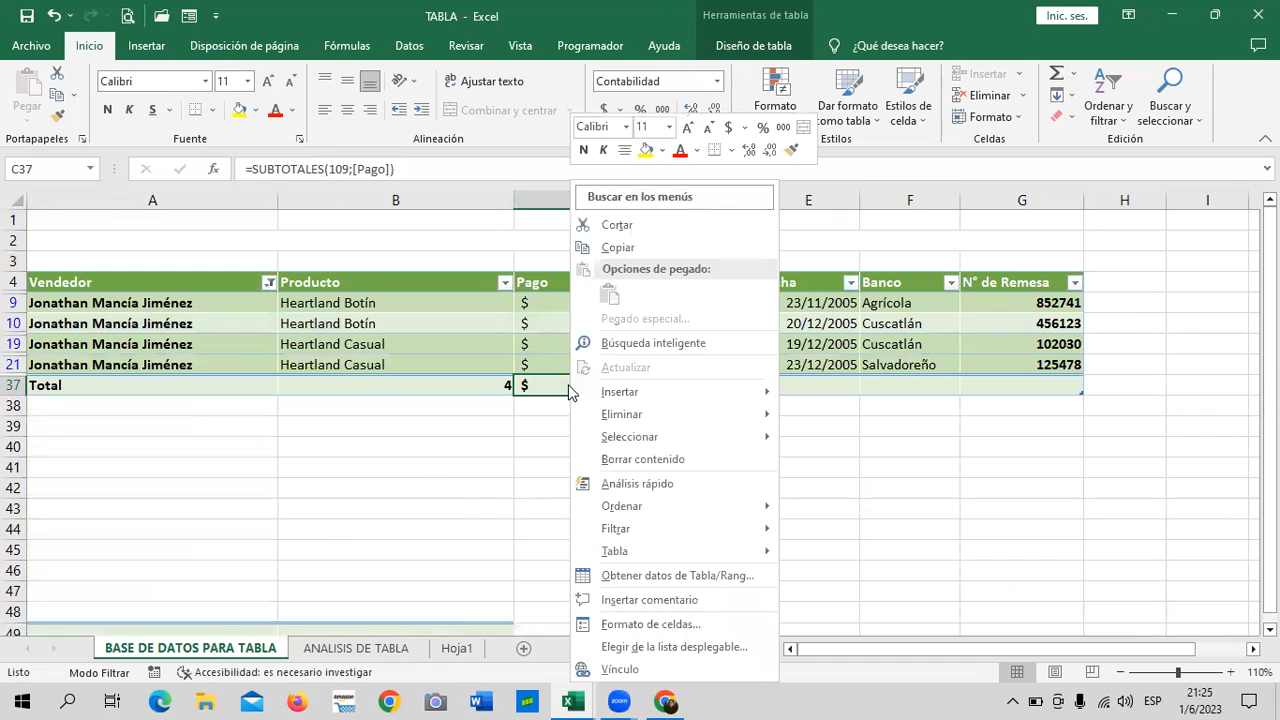 TABLA - Excel
Herramientas de tabla
Inic. ses.
Archivo Inicio Insertar Disposición de página Fórmulas Datos Revisar Vista Programador Ayuda Diseño de tabla ¿Qué desea hacer?
Pegar
Calibri 11
Ajustar texto
Contabilidad
Insertar
N K S
Combinar y centrar
$ % 000
Formato
Dar formato
como tabla
Estilos de
celda
Eliminar
Formato
Ordenar y
filtrar
Buscar y
seleccionar
Portapapeles Fuente Alineación Estilos Celdas Edición
Calibri 11 $ % 000
N K
C37 fx =SUBTOTALES(109;[Pago])
A B E F G H I
1
2
3
4 Vendedor Producto Pago ha Banco N° de Remesa
9 Jonathan Mancía Jiménez Heartland Botín $ 23/11/2005 Agrícola 852741
10 Jonathan Mancía Jiménez Heartland Botín $ 20/12/2005 Cuscatlán 456123
19 Jonathan Mancía Jiménez Heartland Casual $ 19/12/2005 Cuscatlán 102030
21 Jonathan Mancía Jiménez Heartland Casual $ 23/12/2005 Salvadoreño 125478
37 Total 4 $
38
39
40
41
42
43
44
45
46
47
48
49
Buscar en los menús
Cortar
Copiar
Opciones de pegado:
Pegado especial...
Búsqueda inteligente
Actualizar
Insertar
Eliminar
Seleccionar
Borrar contenido
Análisis rápido
Ordenar
Filtrar
Tabla
Obtener datos de Tabla/Rang...
Insertar comentario
Formato de celdas...
Elegir de la lista desplegable...
Vínculo
BASE DE DATOS PARA TABLA ANALISIS DE TABLA Hoja1
Listo Modo Filtrar Accesibilidad: es necesario investigar 110%
amazon
zoom
ESP
21:25
1/6/2023